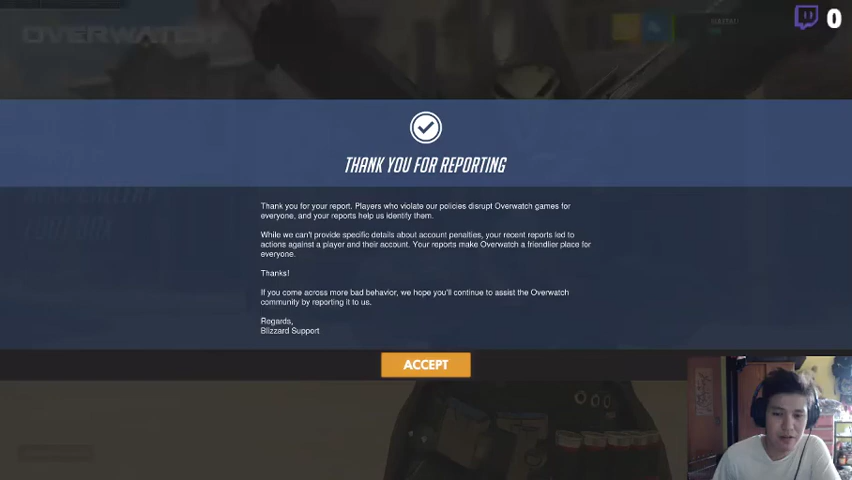 0
OVERWATCH
THANK YOU FOR REPORTING
Thank you for your report. Players who violate our policies disrupt Overwatch games for
everyone, and your reports help us identify them.
While we can't provide specific details about account penalties, your recent reports led to
actions against a player and their account. Your reports make Overwatch a friendlier place for
everyone.
Thanks!
If you come across more bad behavior, we hope you'll continue to assist the Overwatch
community by reporting it to us.
Regards,
Blizzard Support
ACCEPT